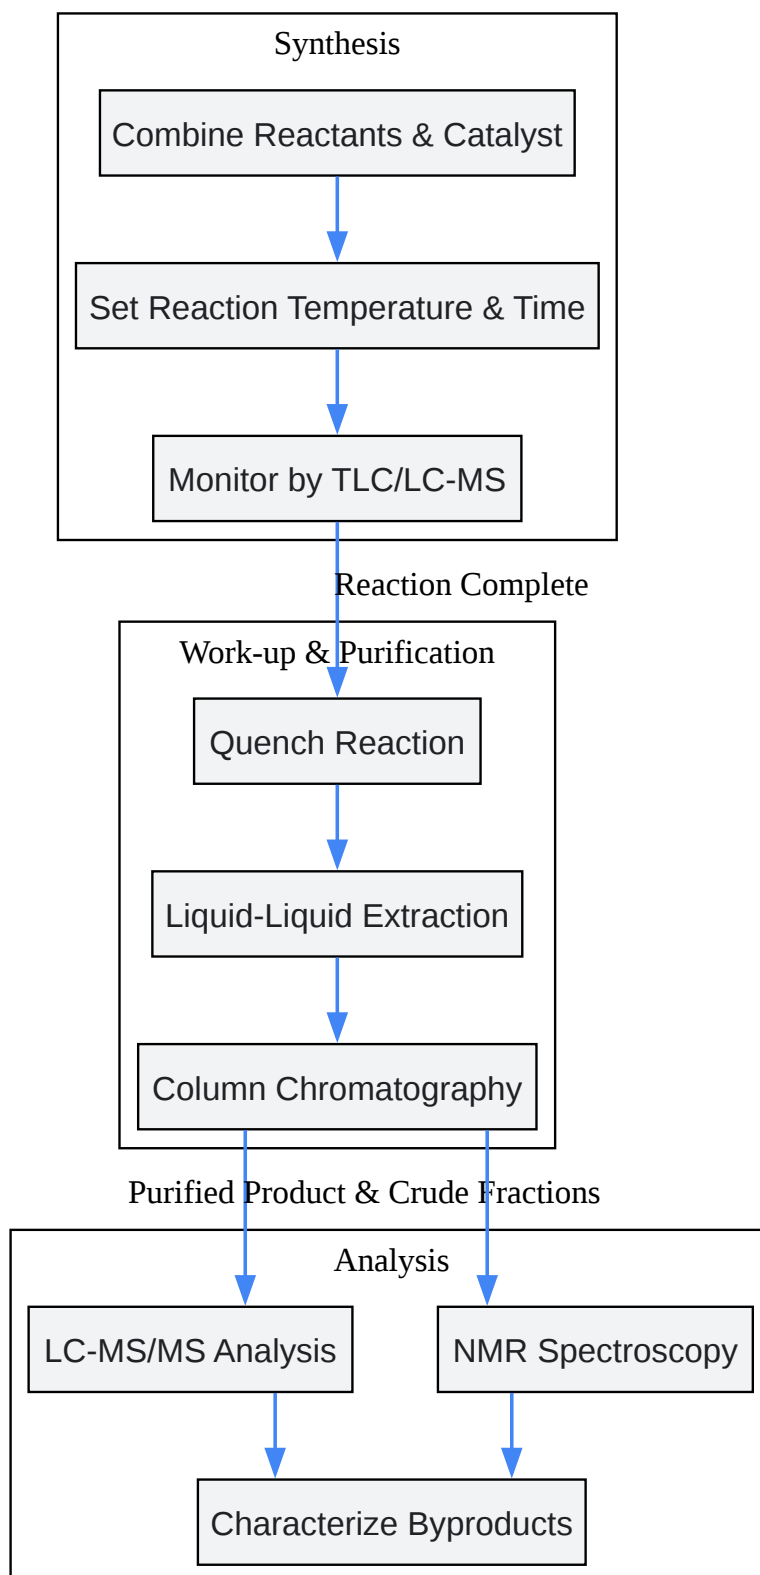 Synthesis
Combine Reactants & Catalyst
Set Reaction Temperature & Time
Monitor by TLC/LC-MS
Reaction Complete
Work-up & Purification
Quench Reaction
Liquid-Liquid Extraction
Column Chromatography
Purified Product & Crude Fractions
Analysis
LC-MS/MS Analysis
NMR Spectroscopy
Characterize Byproducts